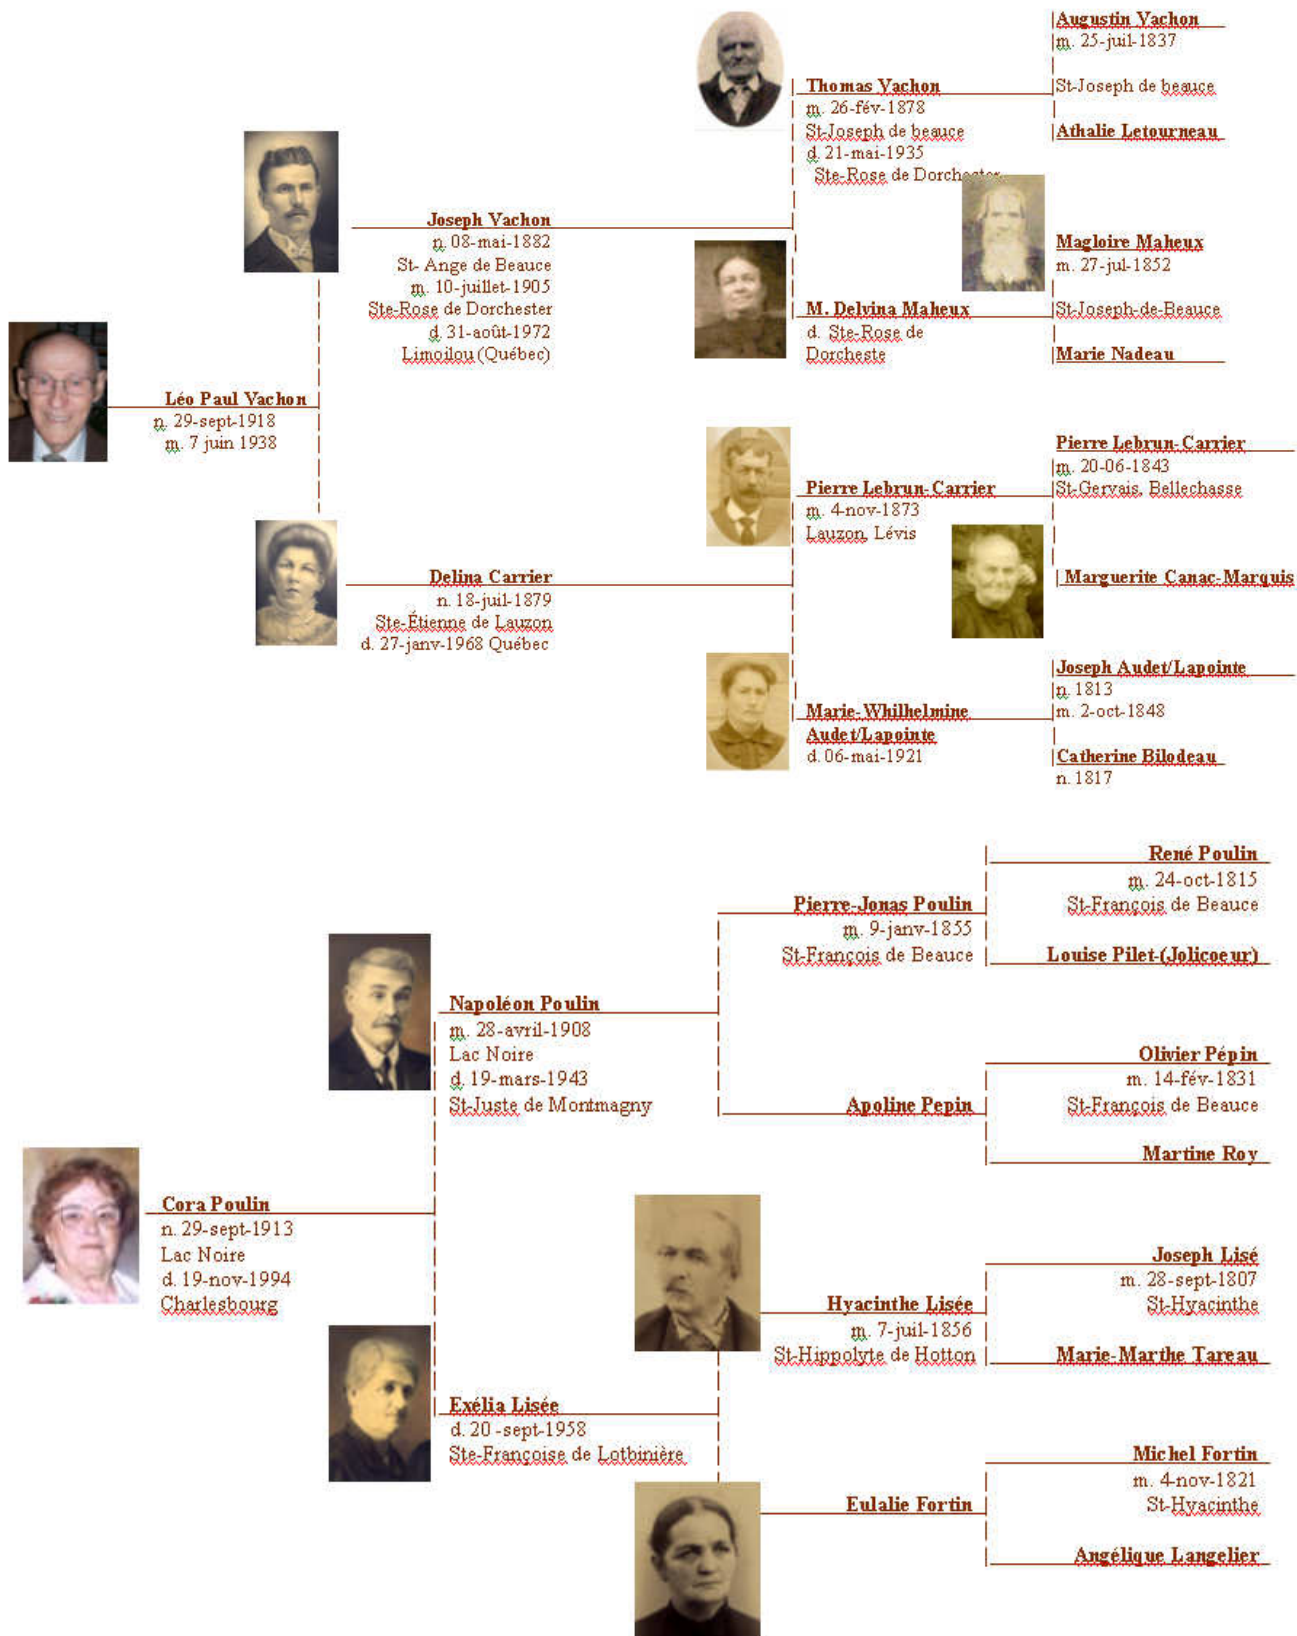 Augustin Vachon
m. 25-juil-1837
St-Joseph de beauce
Athalie Letourneau
Thomas Vachon
m. 26-fév-1878
St-Joseph de beauce
d. 21-mai-1935
Ste-Rose de Dorchester
Magloire Maheux
m. 27-jul-1852
St-Joseph-de-Beauce
Marie Nadeau
M. Delvina Maheux
d. Ste-Rose de
Dorcheste
Joseph Vachon
n. 08-mai-1882
St- Ange de Beauce
m. 10-juillet-1905
Ste-Rose de Dorchester
d. 31-août-1972
Limoilou (Québec)
Léo Paul Vachon
n. 29-sept-1918
m. 7 juin 1938
Pierre Lebrun-Carrier
m. 20-06-1843
St-Gervais, Bellechasse
Marguerite Canac-Marquis
Pierre Lebrun-Carrier
m. 4-nov-1873
Lauzon, Lévis
Delina Carrier
n. 18-juil-1879
Ste-Étienne de Lauzon
d. 27-janv-1968 Québec
Joseph Audet/Lapointe
n. 1813
m. 2-oct-1848
Catherine Bilodeau
n. 1817
Marie-Whilhelmine
Audet/Lapointe
d. 06-mai-1921
René Poulin
m. 24-oct-1815
St-François de Beauce
Louise Pilet-(Jolicoeur)
Pierre-Jonas Poulin
m. 9-janv-1855
St-François de Beauce
Napoléon Poulin
m. 28-avril-1908
Lac Noire
d. 19-mars-1943
St-Juste de Montmagny
Olivier Pépin
m. 14-fév-1831
St-François de Beauce
Martine Roy
Apoline Pepin
Cora Poulin
n. 29-sept-1913
Lac Noire
d. 19-nov-1994
Charlesbourg
Joseph Lisé
m. 28-sept-1807
St-Hyacinthe
Marie-Marthe Tareau
Hyacinthe Lisée
m. 7-juil-1856
St-Hippolyte de Hotton
Exélia Lisée
d. 20 -sept-1958
Ste-Françoise de Lotbinière
Michel Fortin
m. 4-nov-1821
St-Hyacinthe
Angélique Langelier
Eulalie Fortin